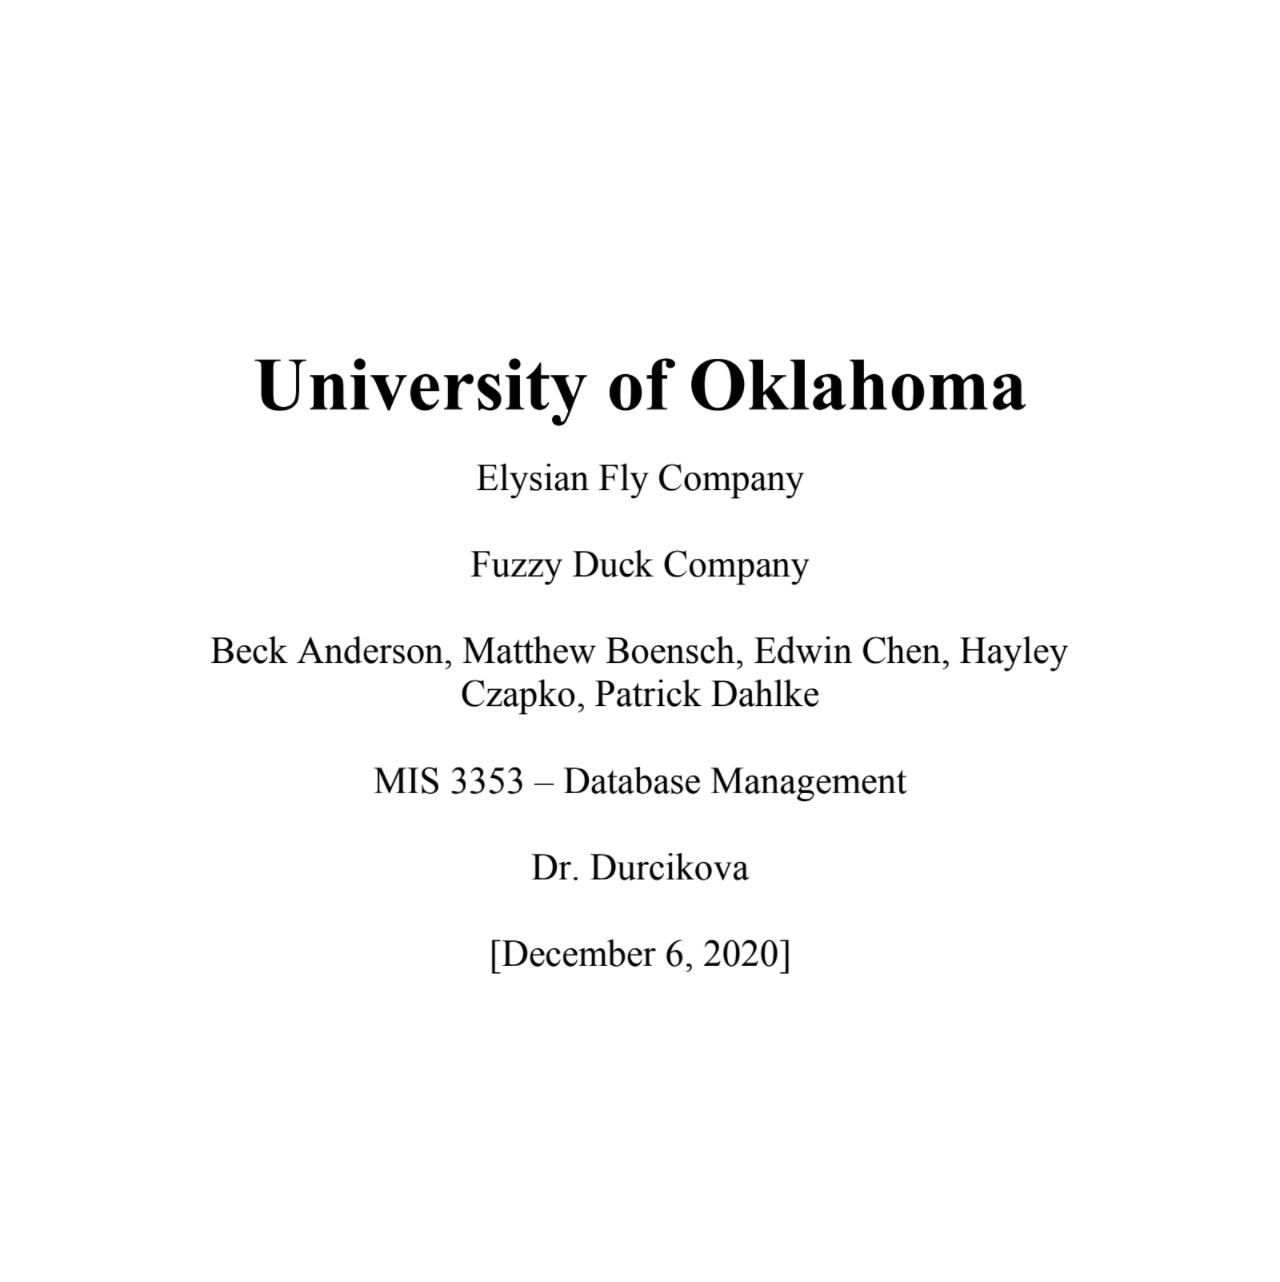 University of Oklahoma
Elysian Fly Company
Fuzzy Duck Company
Beck Anderson, Matthew Boensch, Edwin Chen, Hayley
Czapko, Patrick Dahlke
MIS 3353 – Database Management
Dr. Durcikova
[December 6, 2020]